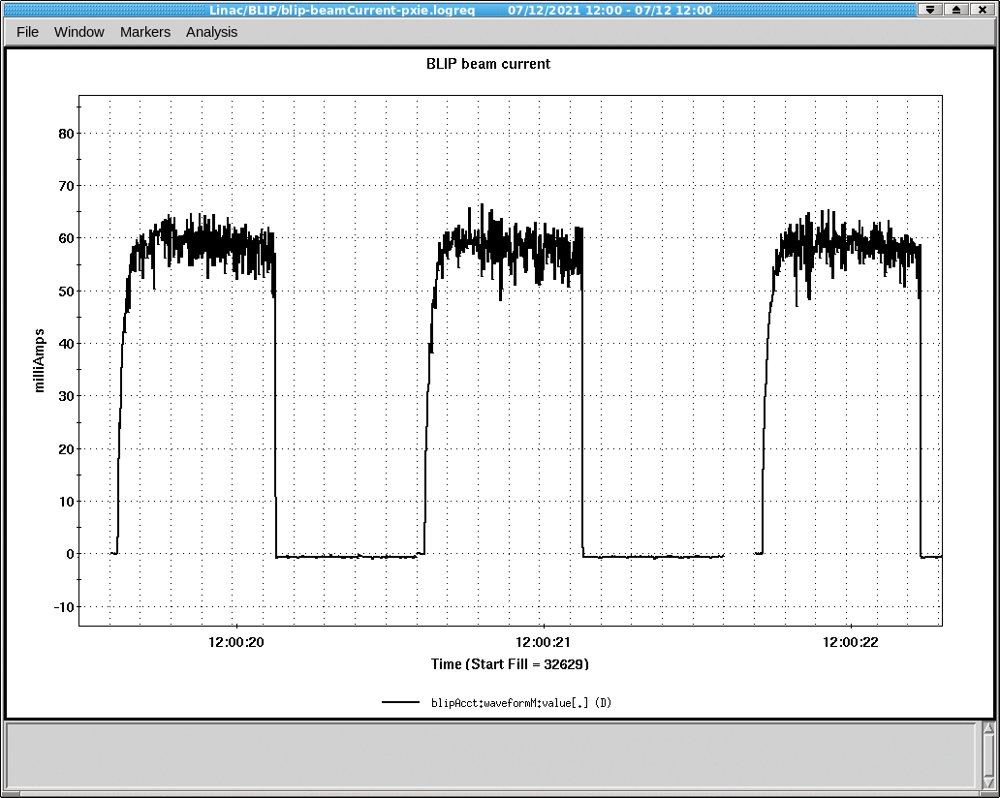 Linac/BLIP/blip-beamCurrent-pxie.logreq 07/12/2021 12:00 - 07/12 12:00
File Window Markers Analysis
BLIP beam current
80
70
60
50
40
30
20
10
0
-10
milliAmps
12:00:20 12:00:21 12:00:22
Time (Start Fill = 32629)
blipAcct:waveformM:value[.] (D)